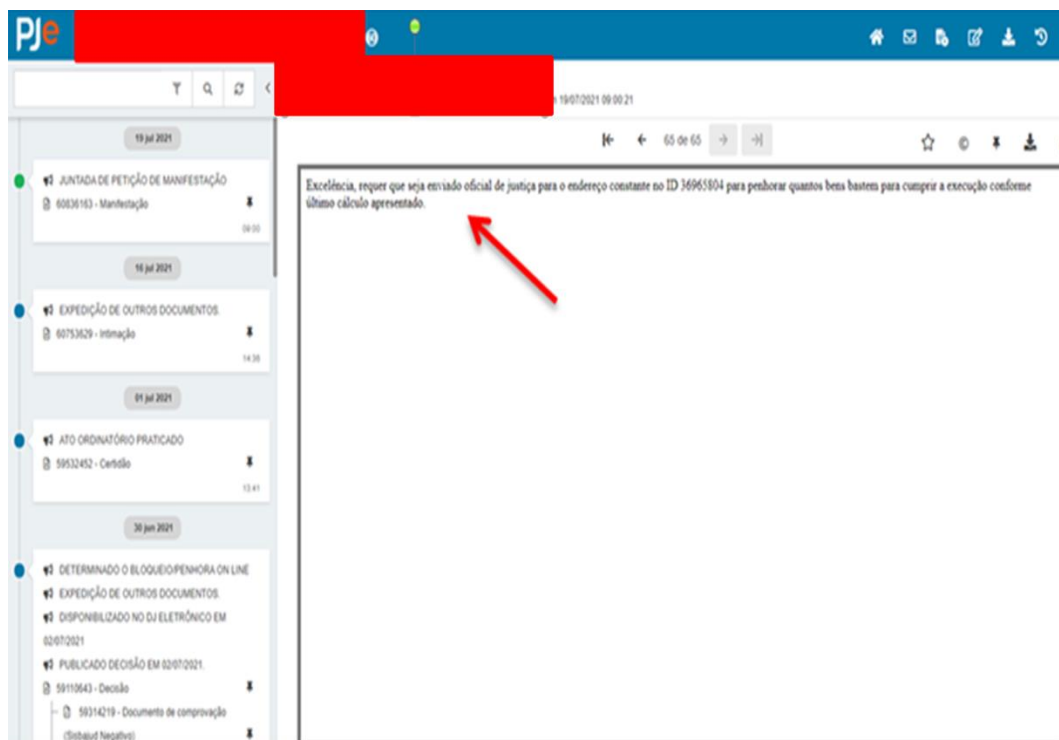 PJe
19/07/2021 09:00:21
65 de 65
19 jul 2021
JUNTADA DE PETIÇÃO DE MANIFESTAÇÃO
60836163 - Manifestação
09:00
16 jul 2021
EXPEDIÇÃO DE OUTROS DOCUMENTOS.
60753629 - Intimação
14:36
01 jul 2021
ATO ORDINATÓRIO PRATICADO
59532452 - Certidão
13:41
30 jun 2021
DETERMINADO O BLOQUEIO/PENHORA ON LINE
EXPEDIÇÃO DE OUTROS DOCUMENTOS.
DISPONIBILIZADO NO DJ ELETRÔNICO EM
02/07/2021
PUBLICADO DECISÃO EM 02/07/2021.
59110643 - Decisão
59314219 - Documento de comprovação
(Sisbajud Negativo)
Excelência, requer que seja enviado oficial de justiça para o endereço constante no ID 36965804 para penhorar quantos bens bastem para cumprir a execução conforme
último cálculo apresentado.